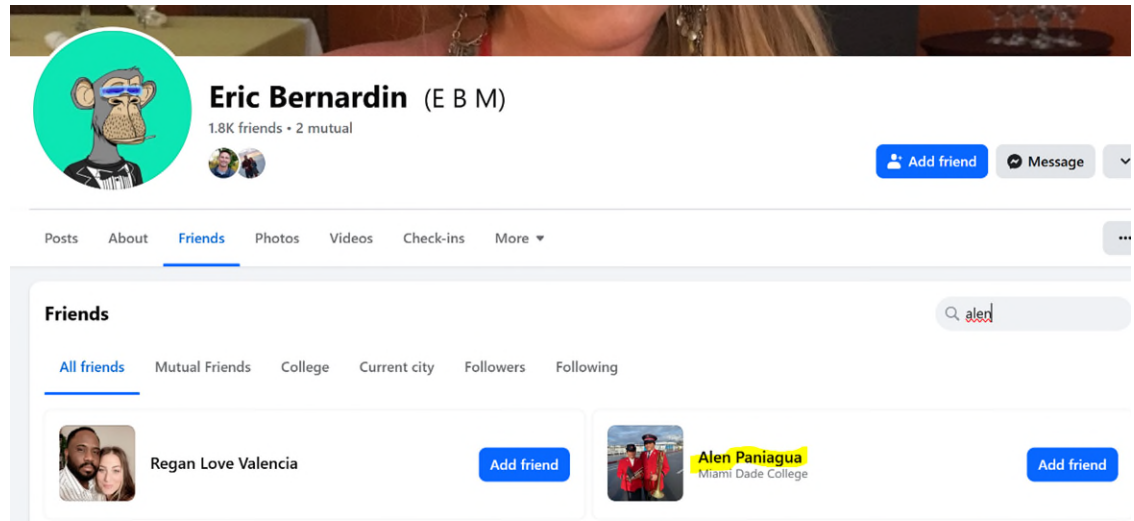 Eric Bernardin (E B M)
1.8K friends • 2 mutual
Add friend
Message
Posts About Friends Photos Videos Check-ins More
Friends
alen
All friends Mutual Friends College Current city Followers Following
Regan Love Valencia
Add friend
Alen Paniagua
Miami Dade College
Add friend